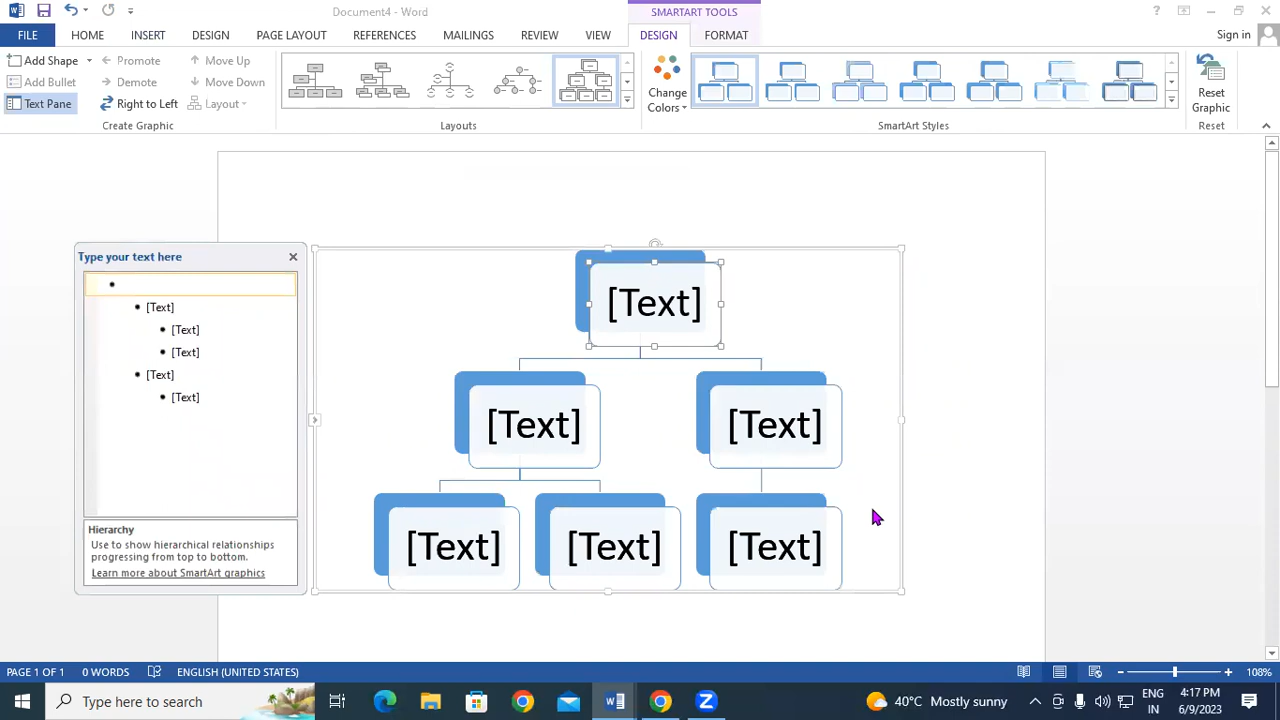 Document4 - Word
SMARTART TOOLS
?
FILE
HOME
INSERT
DESIGN
PAGE LAYOUT
REFERENCES
MAILINGS
REVIEW
VIEW
DESIGN
FORMAT
Sign in
Add Shape
Promote
Move Up
Add Bullet
Demote
Move Down
Text Pane
Right to Left
Layout
Create Graphic
Layouts
Change
Colors
SmartArt Styles
Reset
Graphic
Reset
Type your text here
[Text]
[Text]
[Text]
[Text]
[Text]
Hierarchy
Use to show hierarchical relationships
progressing from top to bottom.
Learn more about SmartArt graphics
[Text]
[Text]
[Text]
[Text]
[Text]
[Text]
PAGE 1 OF 1
0 WORDS
ENGLISH (UNITED STATES)
108%
Type here to search
40°C Mostly sunny
ENG
IN
4:17 PM
6/9/2023